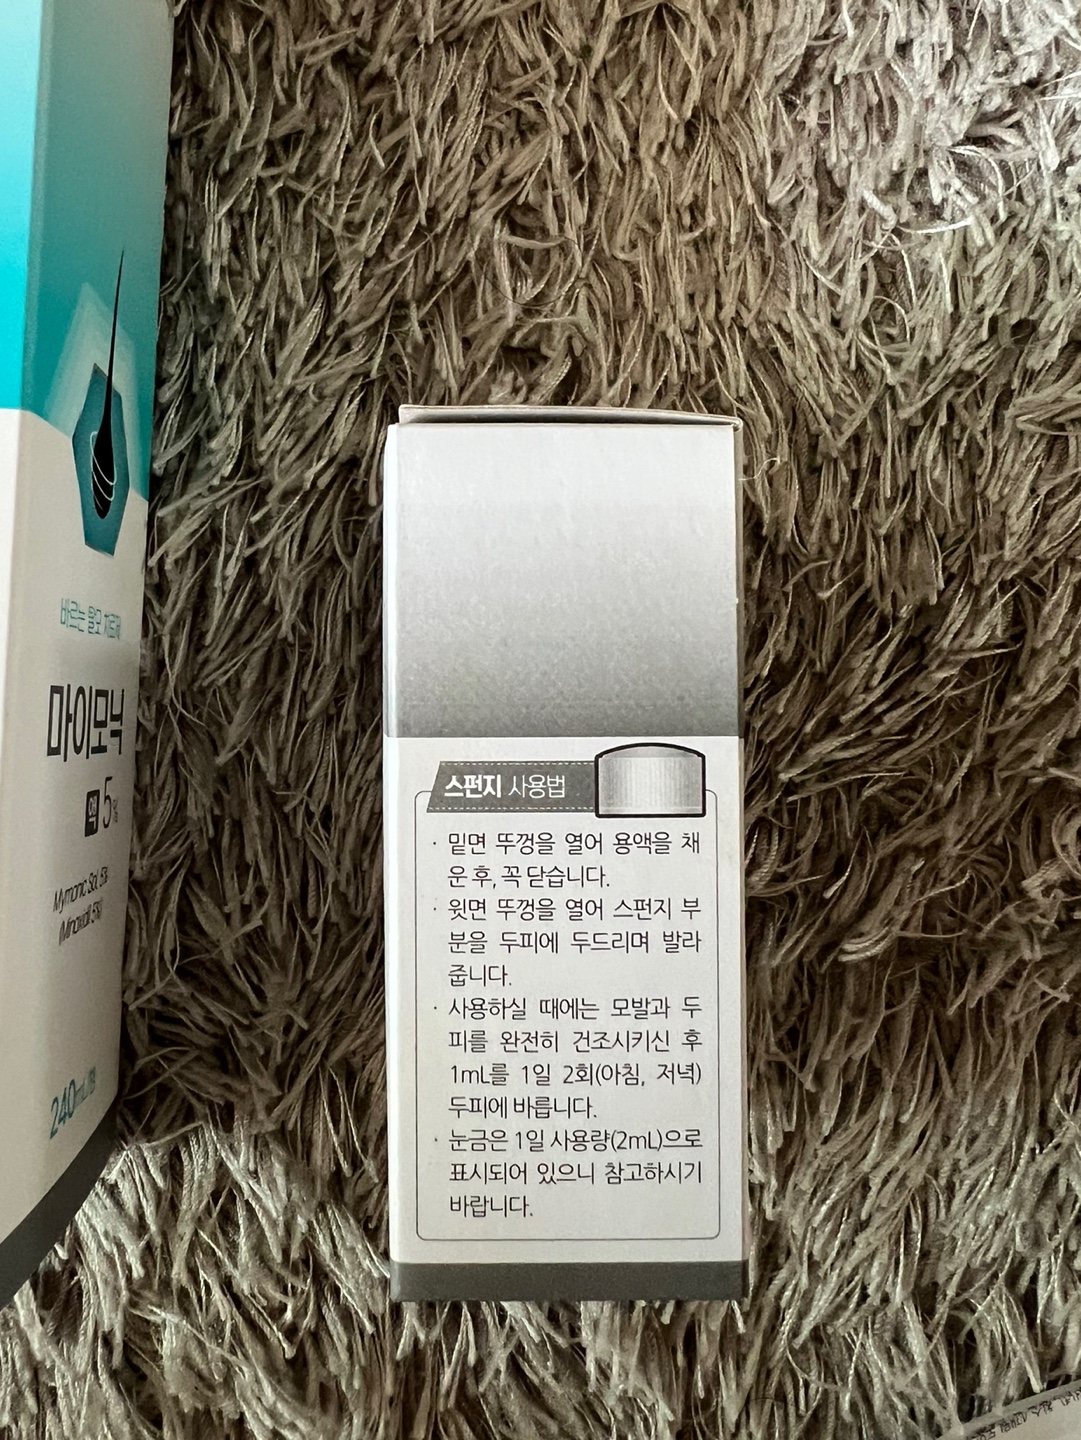 바르는 탈모 치료제
마이모닉
액 5%
Mymonic Sol. 5%
(Minoxidil 5%)
240mL
스펀지 사용법
· 밑면 뚜껑을 열어 용액을 채
운 후, 꼭 닫습니다.
· 윗면 뚜껑을 열어 스펀지 부
분을 두피에 두드리며 발라
줍니다.
· 사용하실 때에는 모발과 두
피를 완전히 건조시키신 후
1mL를 1일 2회(아침, 저녁)
두피에 바릅니다.
· 눈금은 1일 사용량(2mL)으로
표시되어 있으니 참고하시기
바랍니다.